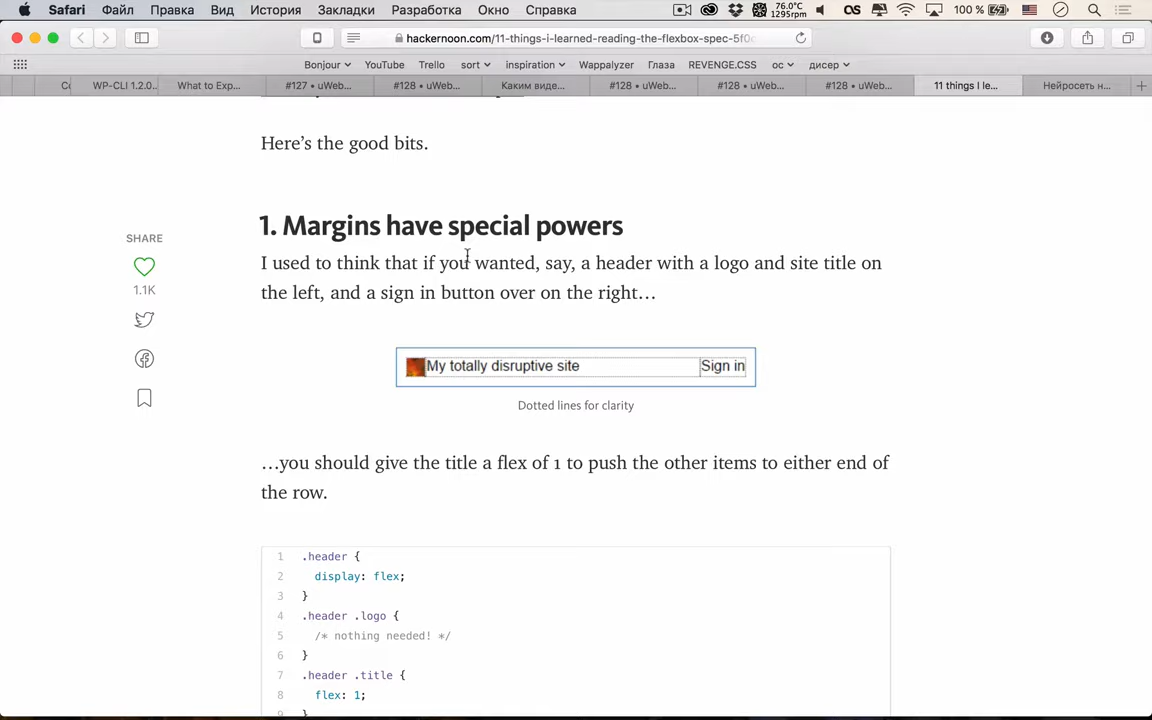 Safari Файл Правка Вид История Закладки Разработка Окно Справка 76.0°C 1295rpm 100 %
hackernoon.com/11-things-i-learned-reading-the-flexbox-spec-5f0c
Bonjour YouTube Trello sort inspiration Wappalyzer Глаза REVENGE.CSS ос дисер
WP-CLI 1.2.0.. What to Exp... #127 • uWeb... #128 • uWeb... Каким виде... #128 • uWeb... #128 • uWeb... #128 • uWeb... 11 things I le... Нейросеть н...
Here's the good bits.
1. Margins have special powers
SHARE
I used to think that if you wanted, say, a header with a logo and site title on
the left, and a sign in button over on the right…
1.1K
My totally disruptive site Sign in
Dotted lines for clarity
…you should give the title a flex of 1 to push the other items to either end of
the row.
1 .header {
2 display: flex;
3 }
4 .header .logo {
5 /* nothing needed! */
6 }
7 .header .title {
8 flex: 1;
9 }